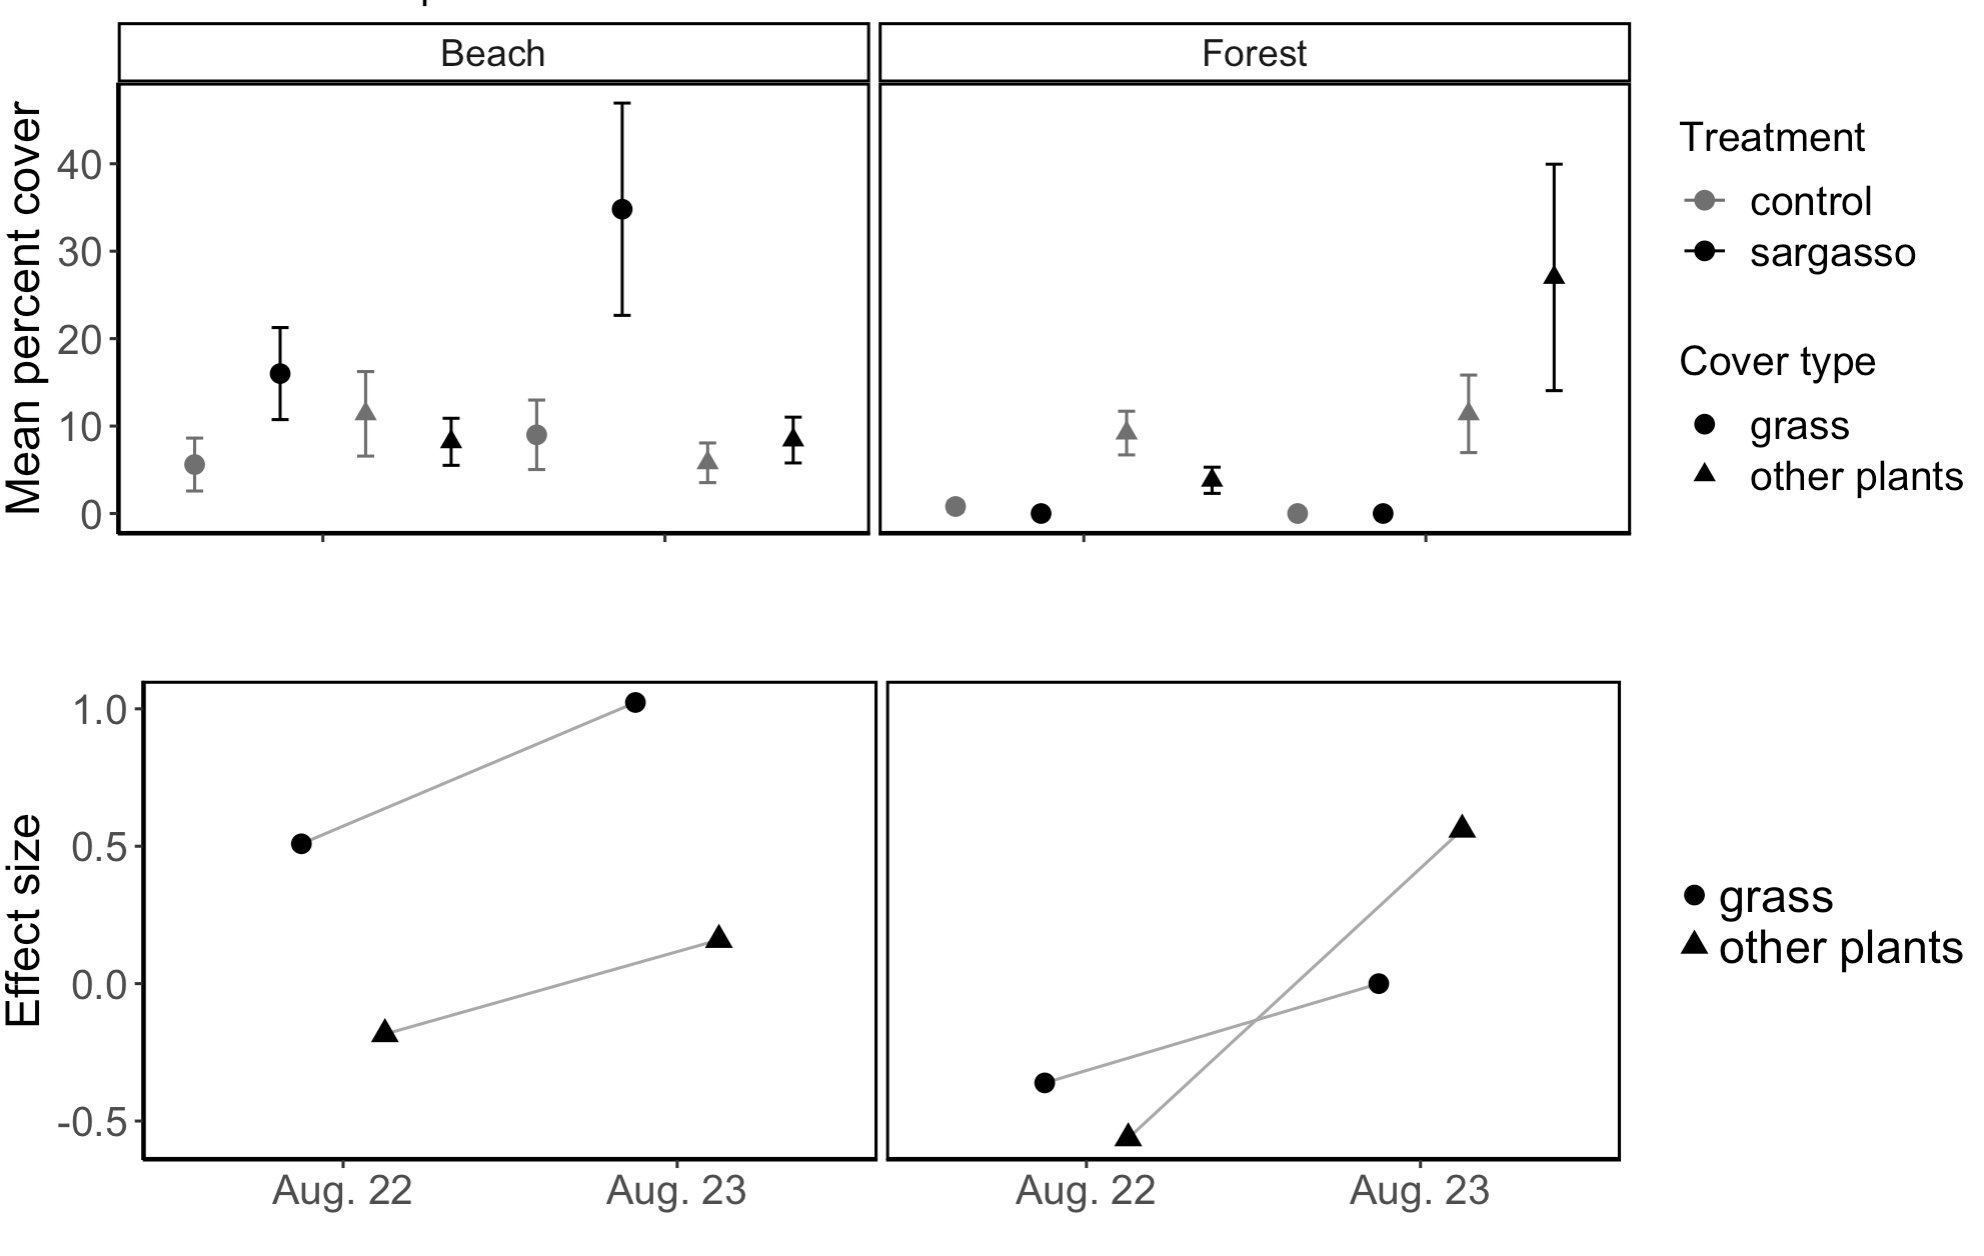 Beach Forest
Mean percent cover
40
30
20
10
0
Treatment
control
sargasso
Cover type
grass
other plants
Effect size
1.0
0.5
0.0
-0.5
Aug. 22 Aug. 23 Aug. 22 Aug. 23
grass
other plants